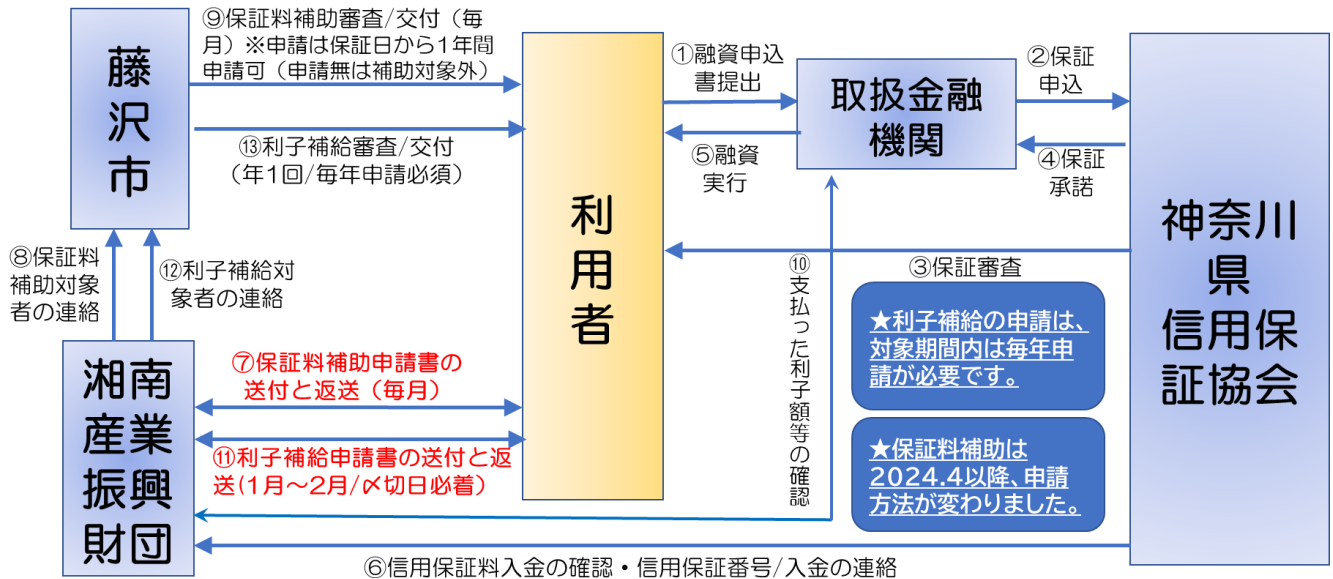 ⑨保証料補助審査/交付（毎
月）※申請は保証日から1年間
申請可（申請無は補助対象外）
藤
沢
市
⑬利子補給審査/交付
（年1回/毎年申請必須）
利
用
者
①融資申込
書提出
取扱金融
機関
②保証
申込
⑤融資
実行
④保証
承諾
神奈川
県
信用保
証協会
③保証審査
⑧保証料
補助対象
者の連絡
⑫利子補給対
象者の連絡
⑩支払った利子額等の確認
★利子補給の申請は、
対象期間内は毎年申
請が必要です。
★保証料補助は
2024.4以降、申請
方法が変わりました。
湘南
産業
振興
財団
⑦保証料補助申請書の
送付と返送（毎月）
⑪利子補給申請書の送付と返
送(1月～2月/〆切日必着）
⑥信用保証料入金の確認・信用保証番号/入金の連絡